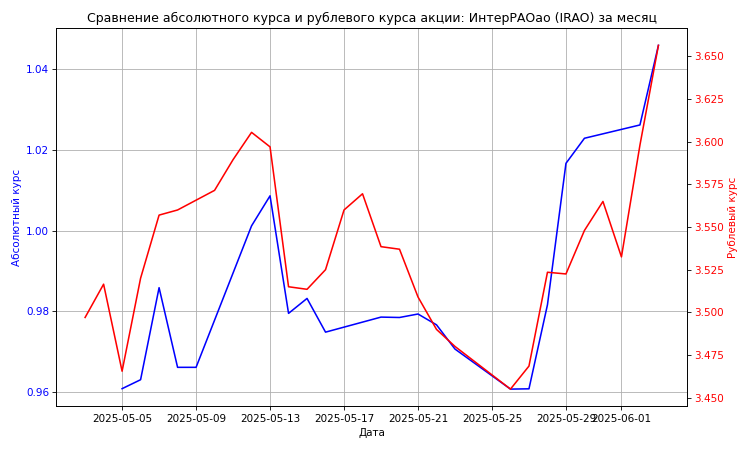 Сравнение абсолютного курса и рублевого курса акции: ИнтерРАОао (IRAO) за месяц
1.04
1.02
1.00
0.98
0.96
Абсолютный курс
3.650
3.625
3.600
3.575
3.550
3.525
3.500
3.475
3.450
Рублевый курс
2025-05-05 2025-05-09 2025-05-13 2025-05-17 2025-05-21 2025-05-25 2025-05-29 2025-06-01
Дата